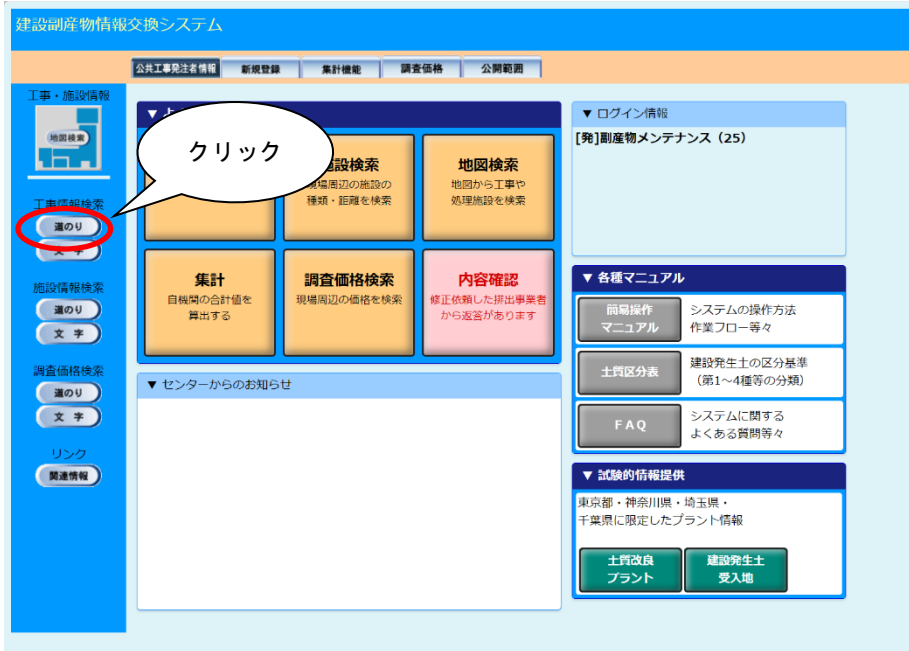 建設副産物情報交換システム
公共工事発注者情報
新規登録
集計機能
調査価格
公開範囲
工事・施設情報
地図検索
工事情報検索
道のり
文 字
施設情報検索
道のり
文 字
調査価格検索
道のり
文 字
リンク
関連情報
クリック
▼
設検索
現場周辺の施設の
種類・距離を検索
地図検索
地図から工事や
処理施設を検索
集計
自機関の合計値を
算出する
調査価格検索
現場周辺の価格を検索
内容確認
修正依頼した排出事業者
から返答があります
▼ センターからのお知らせ
▼ ログイン情報
[発]副産物メンテナンス（25）
▼ 各種マニュアル
簡易操作
マニュアル
システムの操作方法
作業フロー等々
土質区分表
建設発生土の区分基準
（第1～4種等の分類）
ＦＡＱ
システムに関する
よくある質問等々
▼ 試験的情報提供
東京都・神奈川県・埼玉県・
千葉県に限定したプラント情報
土質改良
プラント
建設発生土
受入地